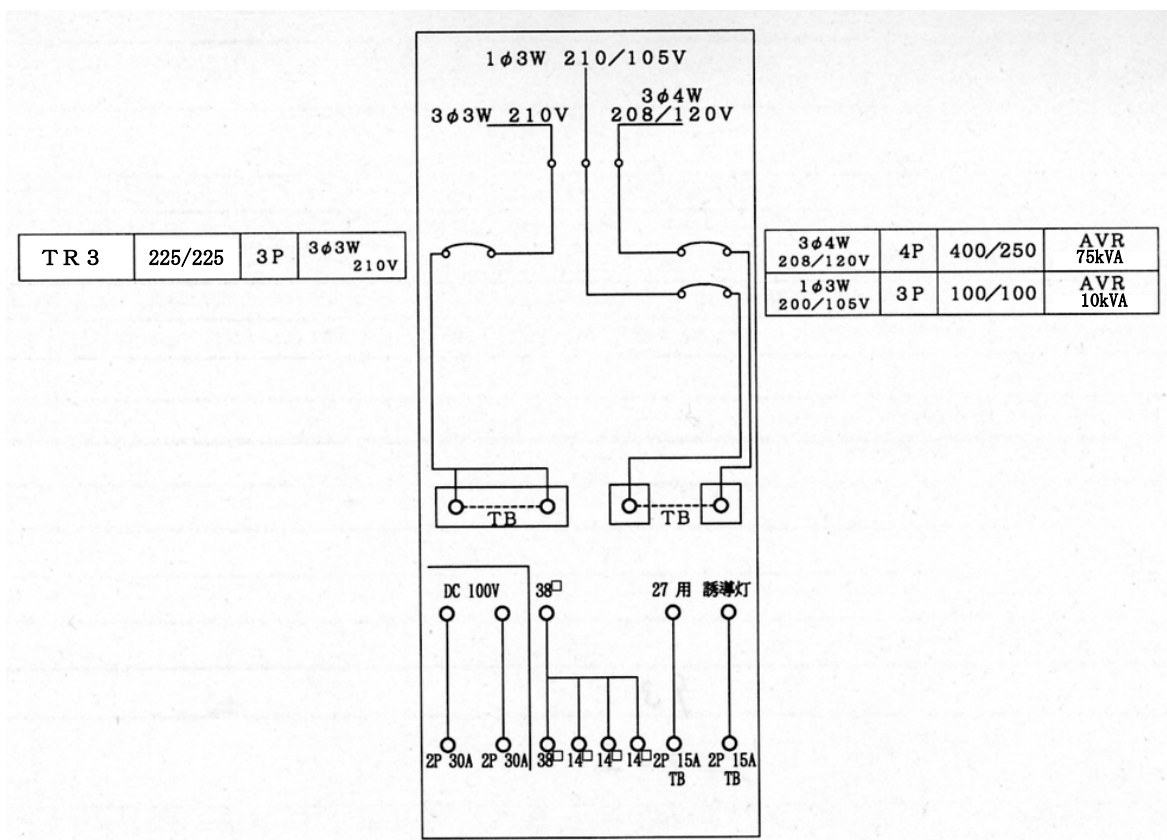 1φ3W 210/105V
3φ4W
3φ3W 210V 208/120V
TR3 225/225 3P 3φ3W
210V
3φ4W
208/120V 4P 400/250 AVR
75kVA
1φ3W
200/105V 3P 100/100 AVR
10kVA
TB TB
DC 100V 38□ 27 用 誘導灯
2P 30A 2P 30A 38□ 14□ 14□ 14□ 2P 15A 2P 15A
TB TB